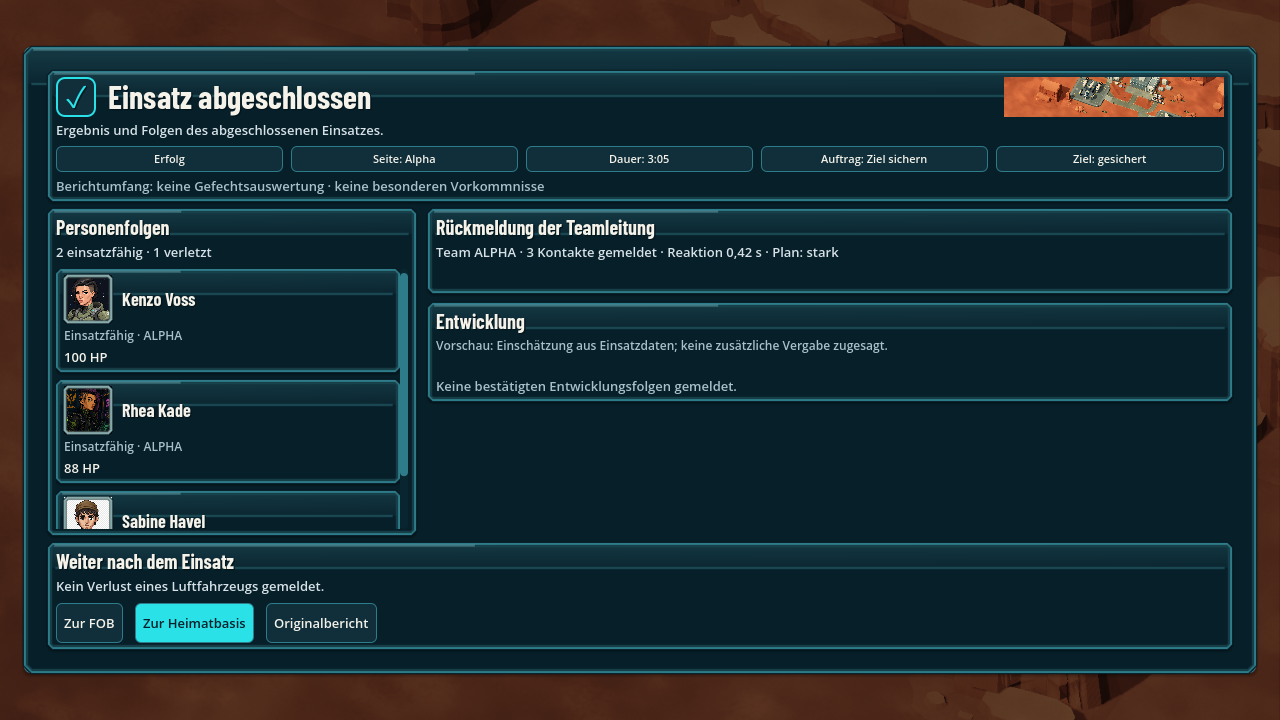 Einsatz abgeschlossen
Ergebnis und Folgen des abgeschlossenen Einsatzes.
Erfolg
Seite: Alpha
Dauer: 3:05
Auftrag: Ziel sichern
Ziel: gesichert
Berichtumfang: keine Gefechtsauswertung · keine besonderen Vorkommnisse
Personenfolgen
2 einsatzfähig · 1 verletzt
Kenzo Voss
Einsatzfähig · ALPHA
100 HP
Rhea Kade
Einsatzfähig · ALPHA
88 HP
Sabine Havel
Rückmeldung der Teamleitung
Team ALPHA · 3 Kontakte gemeldet · Reaktion 0,42 s · Plan: stark
Entwicklung
Vorschau: Einschätzung aus Einsatzdaten; keine zusätzliche Vergabe zugesagt.
Keine bestätigten Entwicklungsfolgen gemeldet.
Weiter nach dem Einsatz
Kein Verlust eines Luftfahrzeugs gemeldet.
Zur FOB
Zur Heimatbasis
Originalbericht